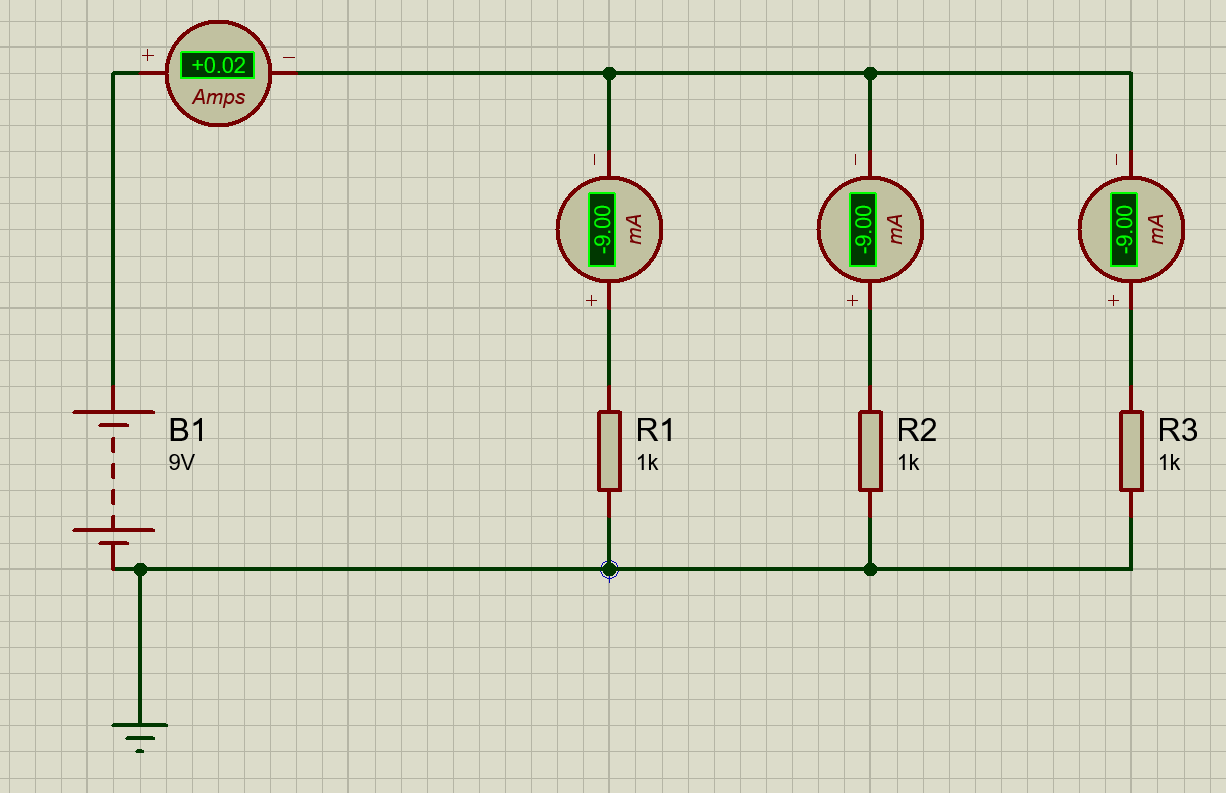 + +0.02 −
Amps
− − −
-9.00 mA -9.00 mA -9.00 mA
+ + +
B1 R1 R2 R3
9V 1k 1k 1k